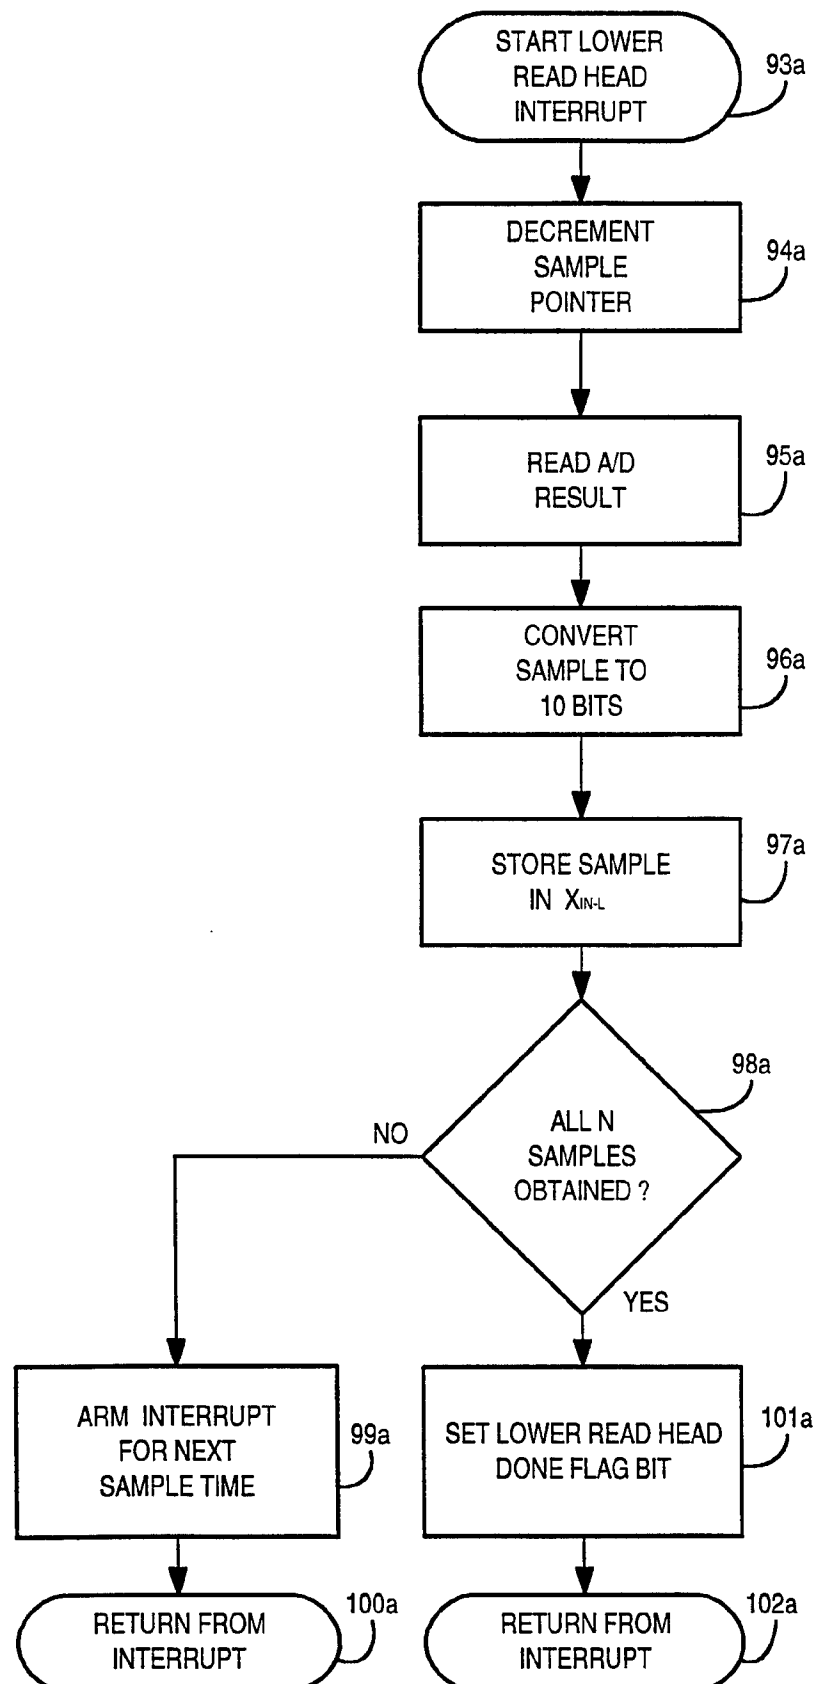 START LOWER
READ HEAD
INTERRUPT
93a
DECREMENT
SAMPLE
POINTER
94a
READ A/D
RESULT
95a
CONVERT
SAMPLE TO
10 BITS
96a
STORE SAMPLE
IN XIN-L
97a
ALL N
SAMPLES
OBTAINED ?
98a
NO
YES
ARM INTERRUPT
FOR NEXT
SAMPLE TIME
99a
SET LOWER READ HEAD
DONE FLAG BIT
101a
RETURN FROM
INTERRUPT
100a
RETURN FROM
INTERRUPT
102a